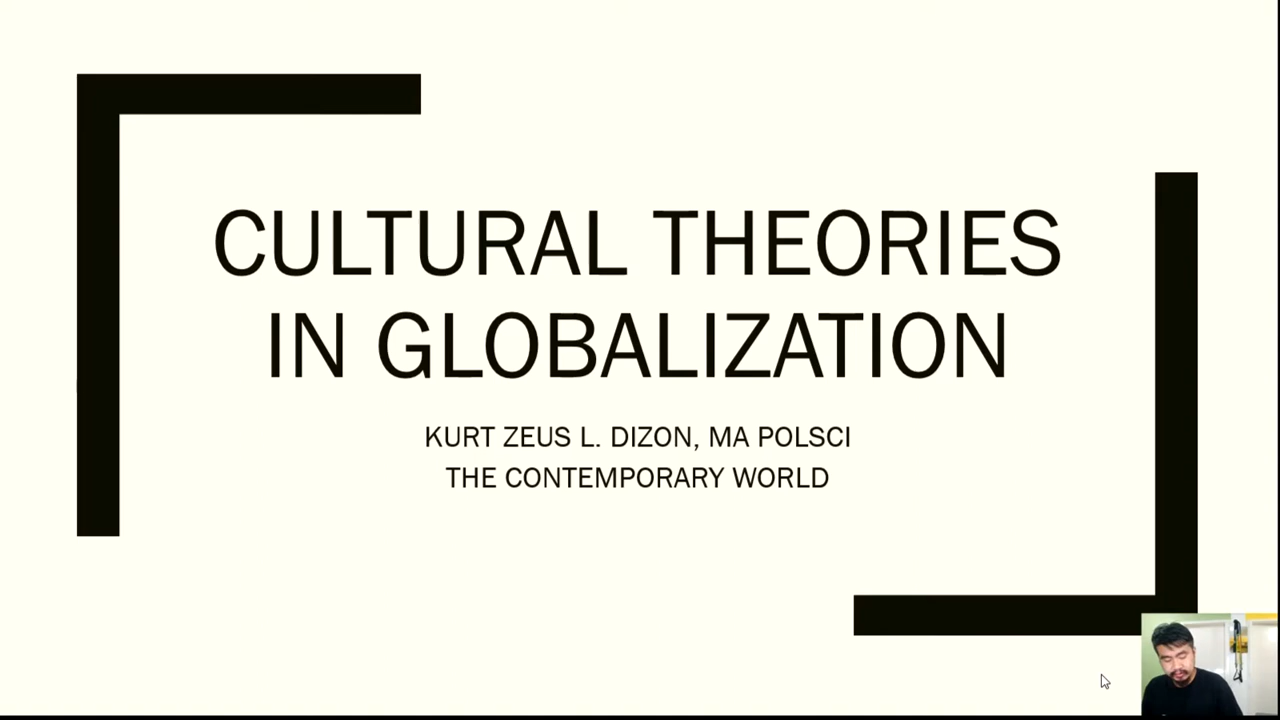 CULTURAL THEORIES
IN GLOBALIZATION
KURT ZEUS L. DIZON, MA POLSCI
THE CONTEMPORARY WORLD